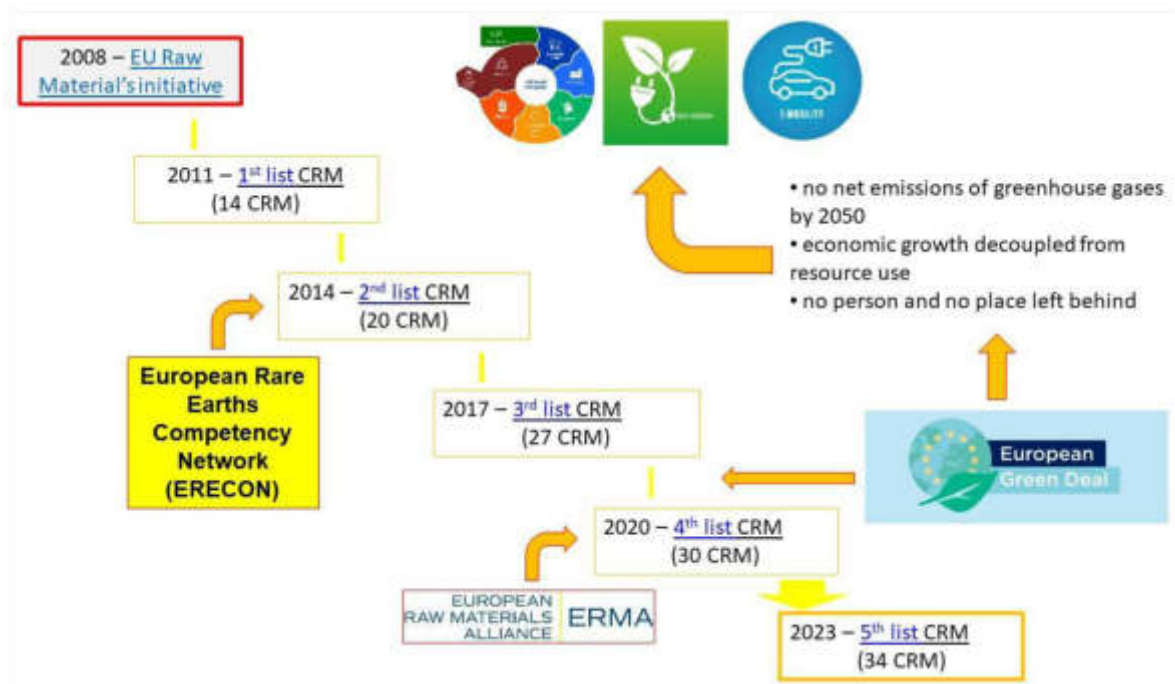 2008 – EU Raw
Material's initiative
2011 – 1st list CRM
(14 CRM)
2014 – 2nd list CRM
(20 CRM)
European Rare
Earths
Competency
Network
(ERECON)
2017 – 3rd list CRM
(27 CRM)
2020 – 4th list CRM
(30 CRM)
EUROPEAN
RAW MATERIALS
ALLIANCE
ERMA
2023 – 5th list CRM
(34 CRM)
• no net emissions of greenhouse gases
by 2050
• economic growth decoupled from
resource use
• no person and no place left behind
European
Green Deal